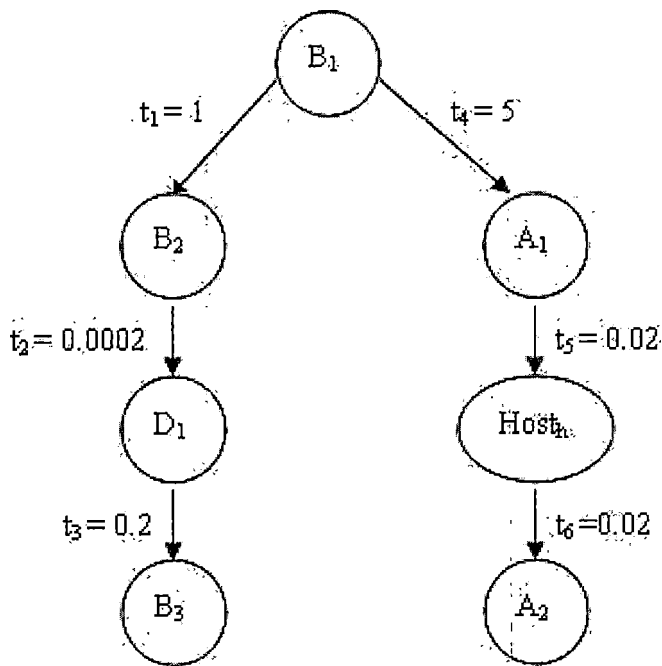 B₁
t₁= 1
t₄= 5
B₂
A₁
t₂= 0.0002
t₅= 0.02
D₁
Hostₕ
t₃= 0.2
t₆=0.02
B₃
A₂